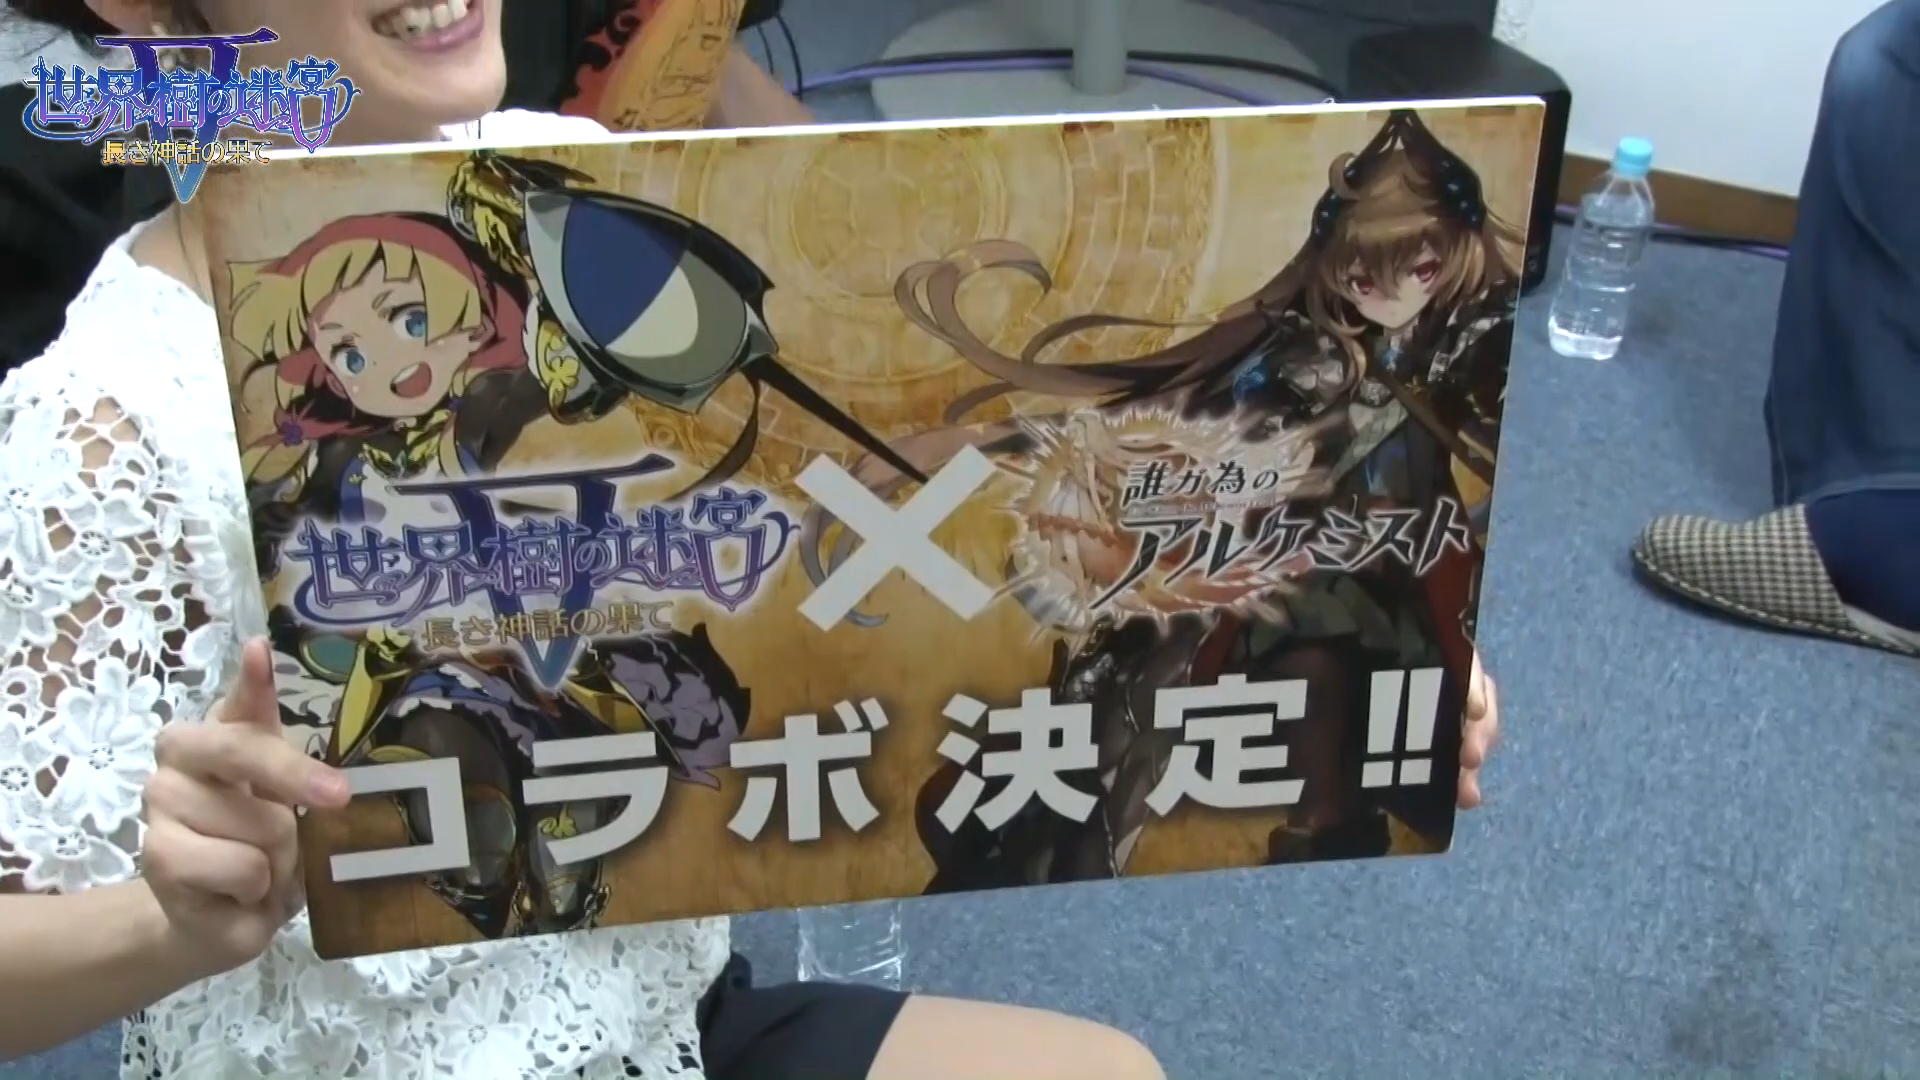 世界樹の迷宮V
長き神話の果て
世界樹の迷宮V
長き神話の果て
×
誰ガ為の
アルケミスト
コラボ決定!!